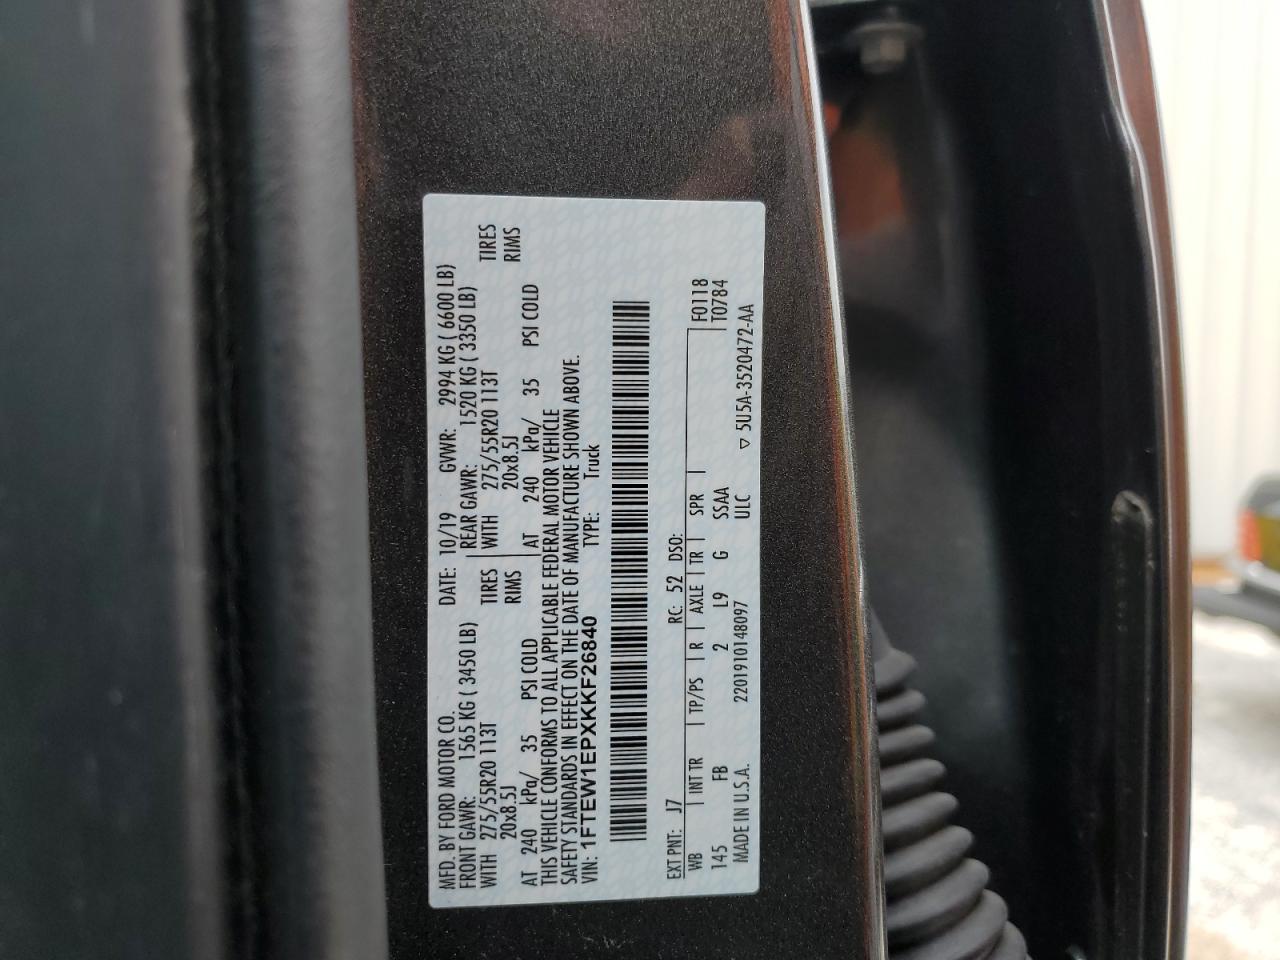 MFD. BY FORD MOTOR CO. DATE: 10/19 GVWR: 2994 KG ( 6600 LB)
FRONT GAWR: 1565 KG ( 3450 LB) REAR GAWR: 1520 KG ( 3350 LB)
WITH 275/55R20 113T TIRES WITH 275/55R20 113T TIRES
20x8.5J RIMS 20x8.5J RIMS
AT 240 kPa/ 35 PSI COLD AT 240 kPa/ 35 PSI COLD
THIS VEHICLE CONFORMS TO ALL APPLICABLE FEDERAL MOTOR VEHICLE
SAFETY STANDARDS IN EFFECT ON THE DATE OF MANUFACTURE SHOWN ABOVE.
VIN: 1FTEW1EPXKKF26840 TYPE: Truck
EXT PNT: J7 RC: 52 DSO:
WB INT TR TP/PS R AXLE TR SPR F0118
145 FB 2 L9 G SSAA T0784
MADE IN U.S.A. 2201910148097 ULC ▽ 5U5A-3520472-AA